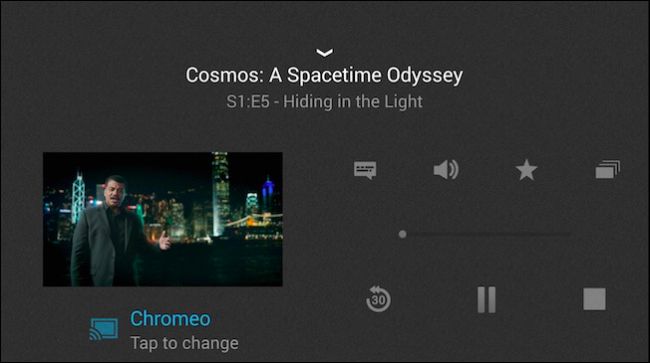 Cosmos: A Spacetime Odyssey
S1:E5 - Hiding in the Light
30
Chromeo
Tap to change